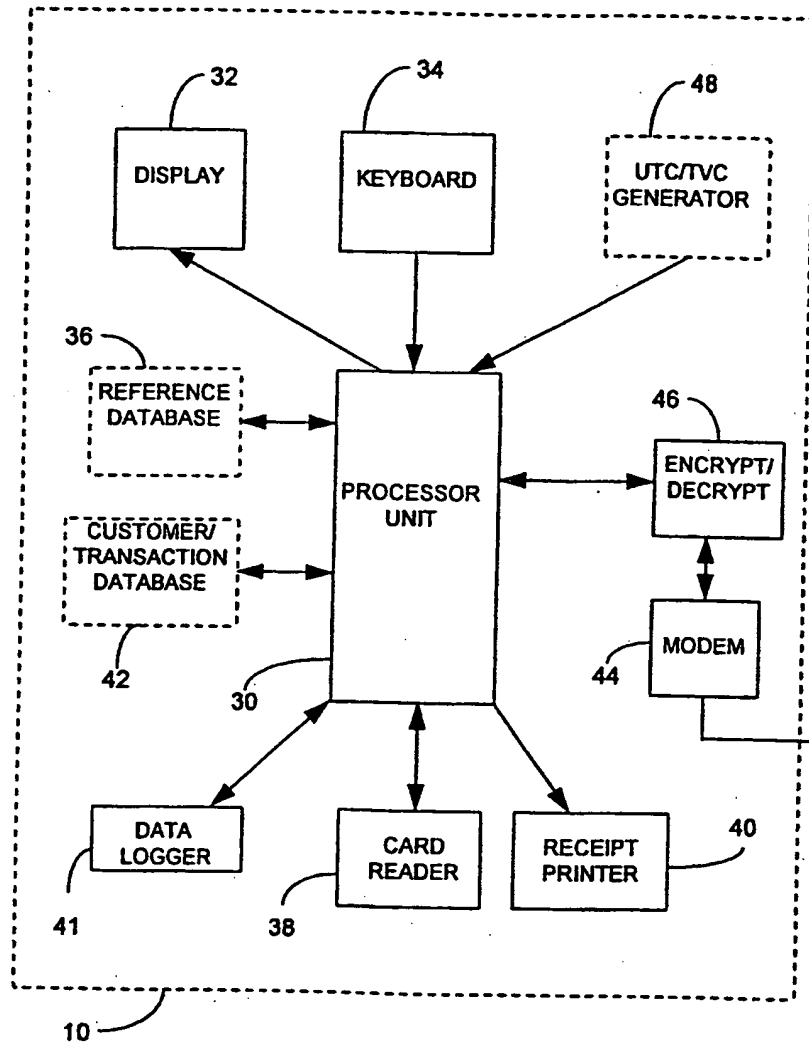 32
34
48
DISPLAY
KEYBOARD
UTC/TVC
GENERATOR
36
REFERENCE
DATABASE
46
PROCESSOR
UNIT
ENCRYPT/
DECRYPT
CUSTOMER/
TRANSACTION
DATABASE
42
30
MODEM
44
DATA
LOGGER
41
CARD
READER
38
RECEIPT
PRINTER
40
10